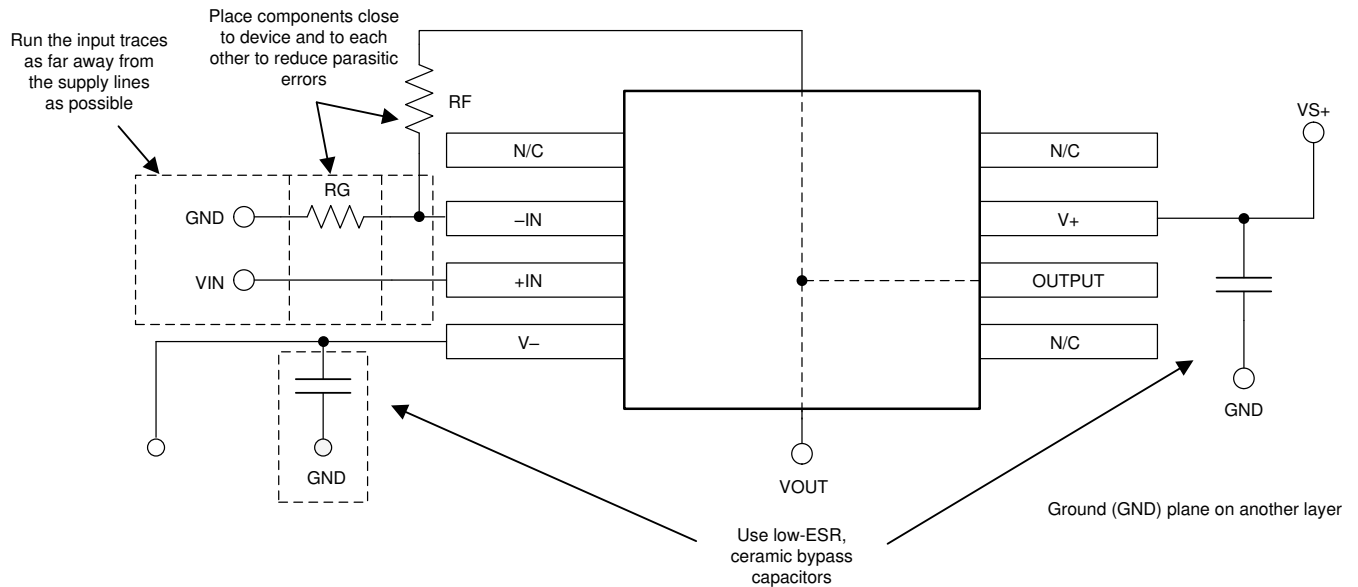 Place components close
to device and to each
other to reduce parasitic
errors
Run the input traces
as far away from
the supply lines
as possible
RF
VS+
N/C
N/C
RG
GND
–IN
V+
VIN
+IN
OUTPUT
V–
N/C
GND
GND
VOUT
Ground (GND) plane on another layer
Use low-ESR,
ceramic bypass
capacitors